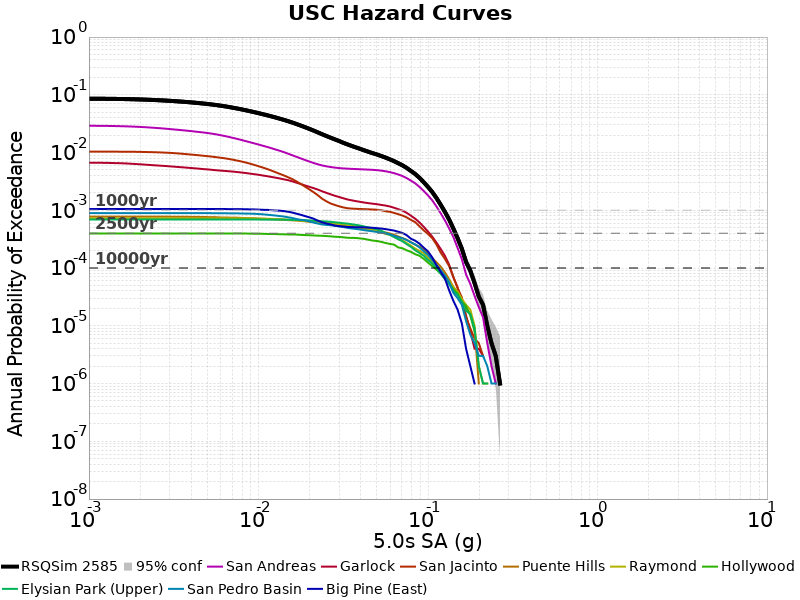 USC Hazard Curves
10^0
10^-1
10^-2
10^-3
10^-4
10^-5
10^-6
10^-7
10^-8
Annual Probability of Exceedance
1000yr
2500yr
10000yr
10^-3 10^-2 10^-1 10^0 10^1
5.0s SA (g)
RSQSim 2585 95% conf San Andreas Garlock San Jacinto Puente Hills Raymond Hollywood
Elysian Park (Upper) San Pedro Basin Big Pine (East)